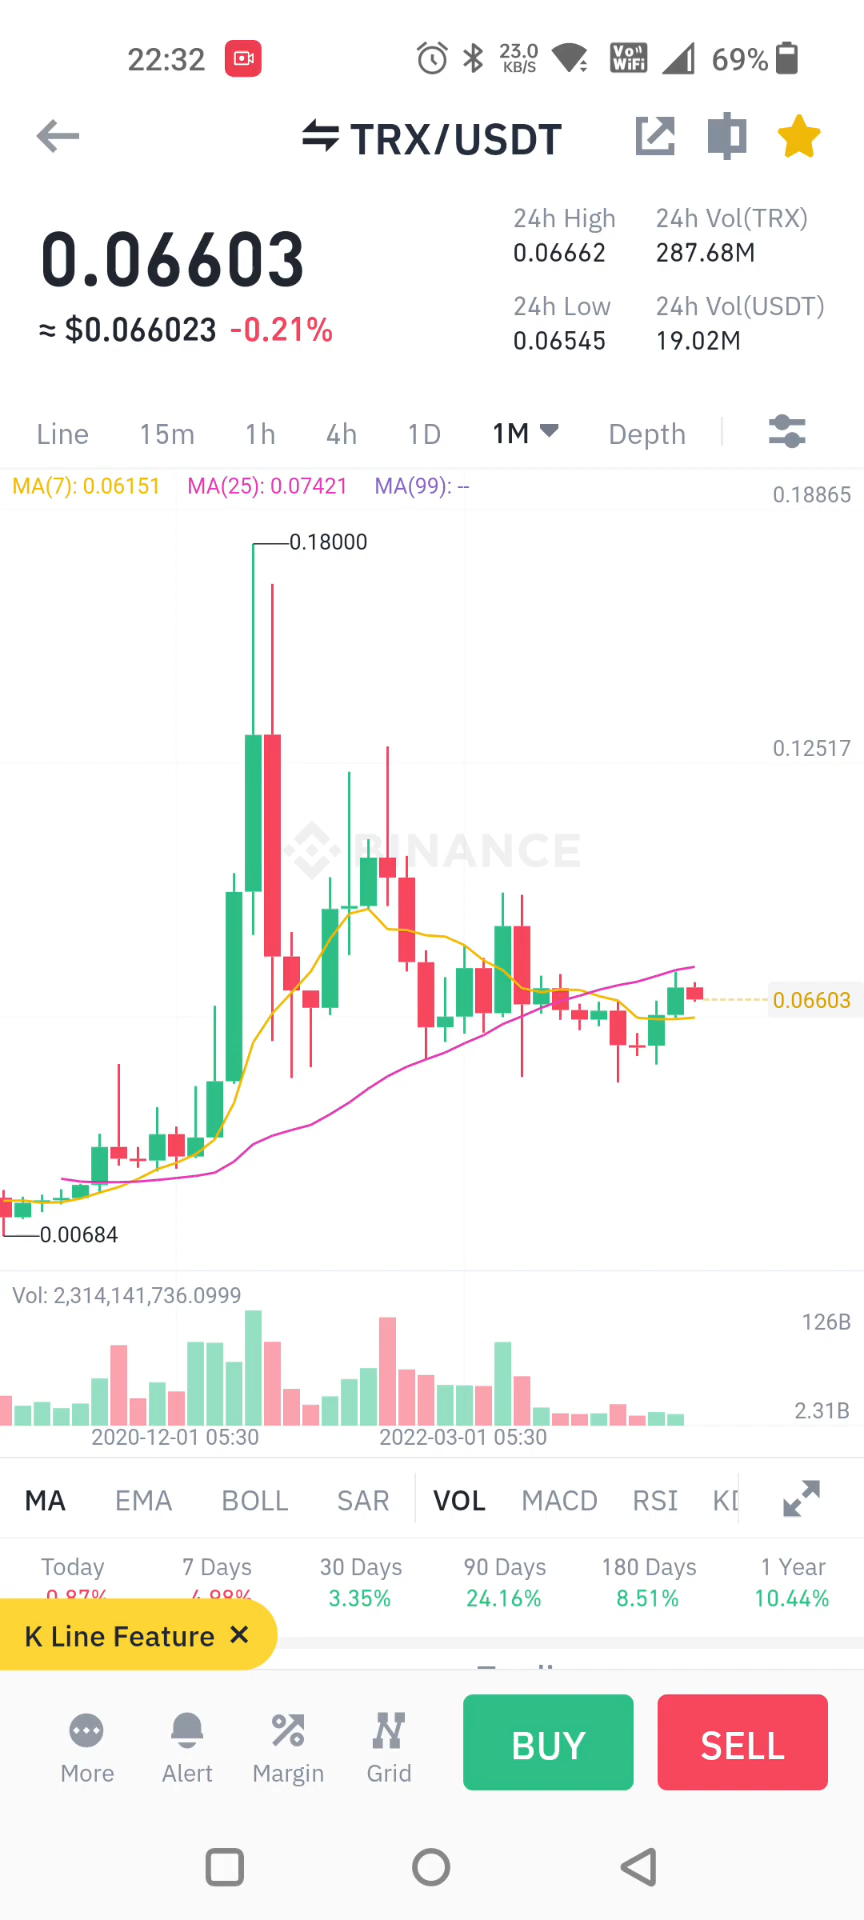 22:32 23.0 KB/S Vo WiFi 69%
TRX/USDT
0.06603
≈ $0.066023 -0.21%
24h High 24h Vol(TRX)
0.06662 287.68M
24h Low 24h Vol(USDT)
0.06545 19.02M
Line 15m 1h 4h 1D 1M Depth
MA(7): 0.06151 MA(25): 0.07421 MA(99): --
0.18865
0.18000
0.12517
BINANCE
0.06603
0.00684
Vol: 2,314,141,736.0999
126B
2.31B
2020-12-01 05:30 2022-03-01 05:30
MA EMA BOLL SAR VOL MACD RSI
Today 7 Days 30 Days 90 Days 180 Days 1 Year
0.87% 4.98% 3.35% 24.16% 8.51% 10.44%
K Line Feature ×
More Alert Margin Grid BUY SELL